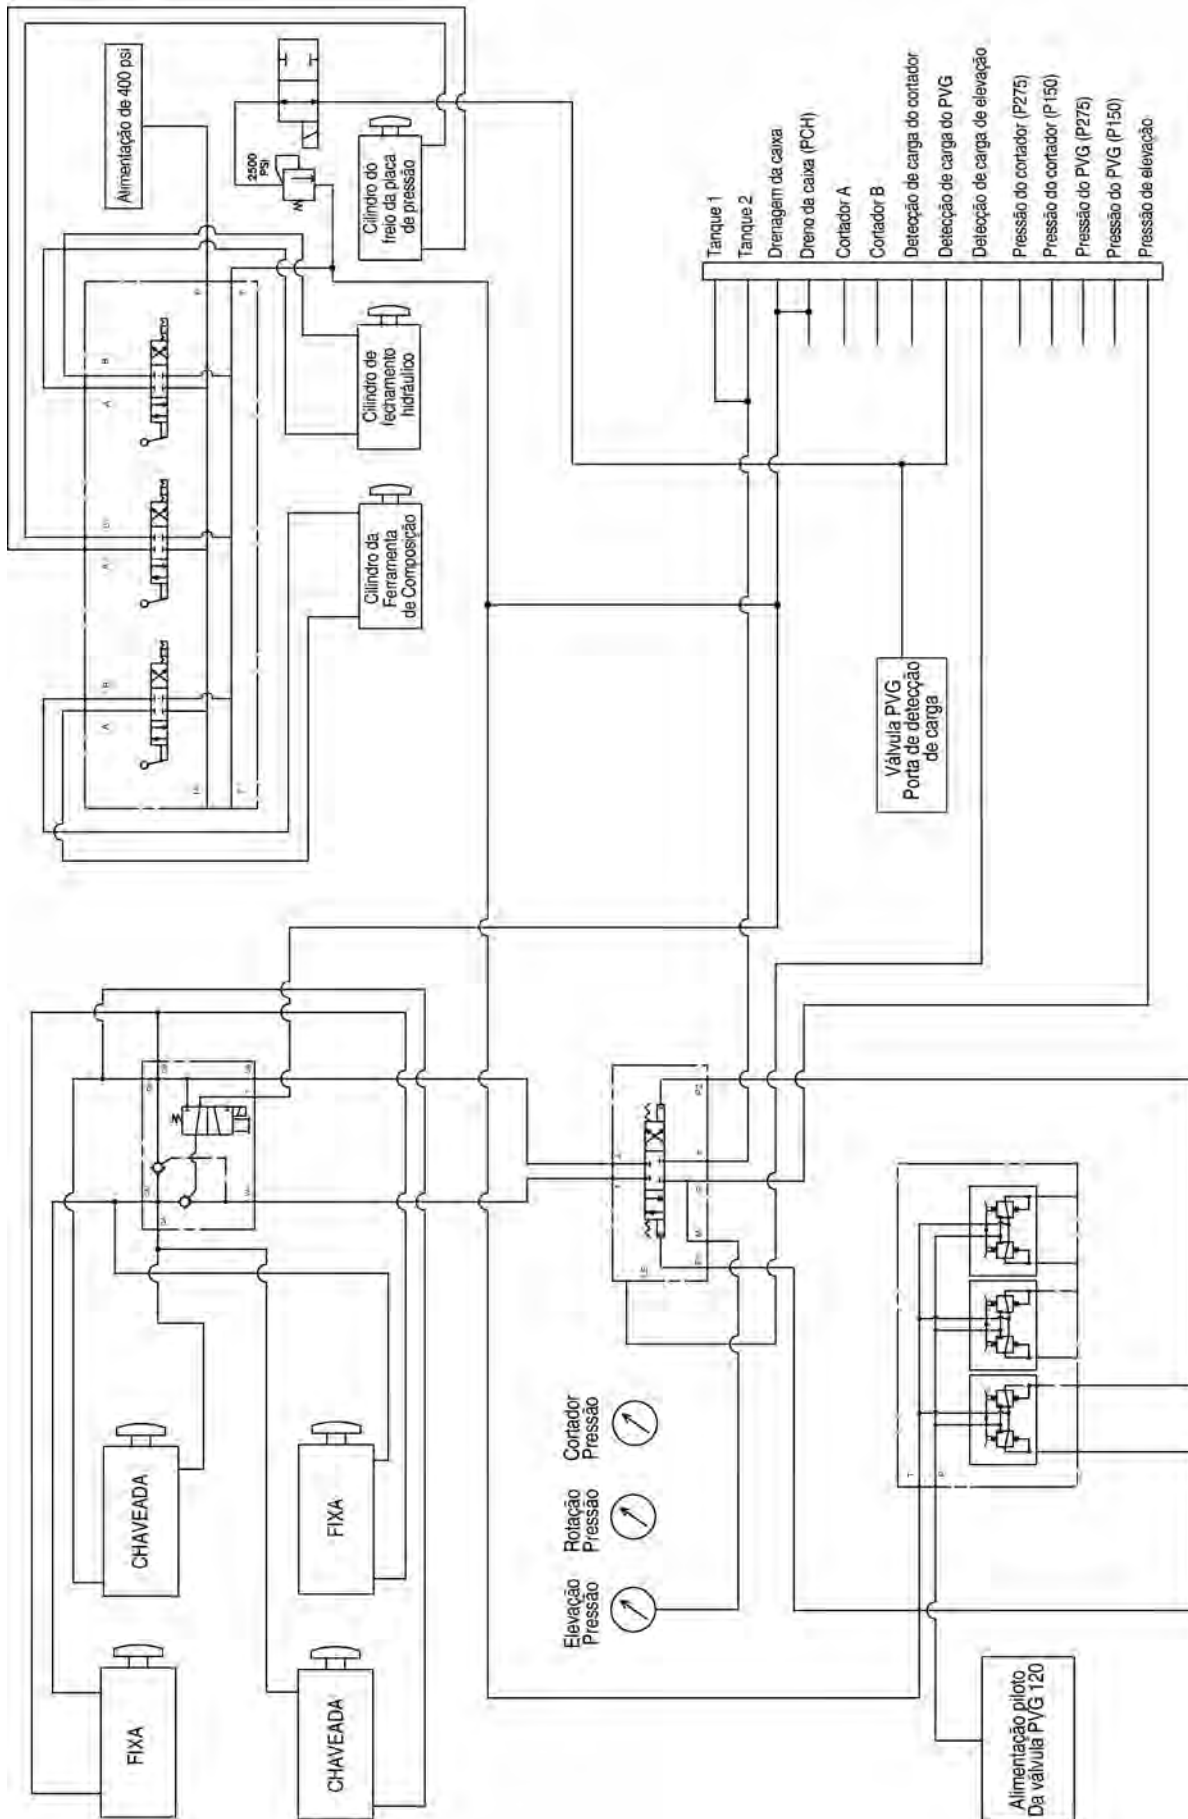 Alimentação de 400 psi
2500
PSI
Cilindro do
freio da placa
de pressão
Cilindro de
fechamento
hidráulico
Cilindro da
Ferramenta
de Composição
A
B
A
B
A
B
Tanque 1
Tanque 2
Drenagem da caixa
Dreno da caixa (PCH)
Cortador A
Cortador B
Detecção de carga do cortador
Detecção de carga do PVG
Detecção de carga de elevação
Pressão do cortador (P275)
Pressão do cortador (P150)
Pressão do PVG (P275)
Pressão do PVG (P150)
Pressão de elevação
Válvula PVG
Porta de detecção
de carga
CHAVEADA
FIXA
FIXA
CHAVEADA
Cortador
Pressão
Rotação
Pressão
Elevação
Pressão
T
P
Alimentação piloto
Da válvula PVG 120